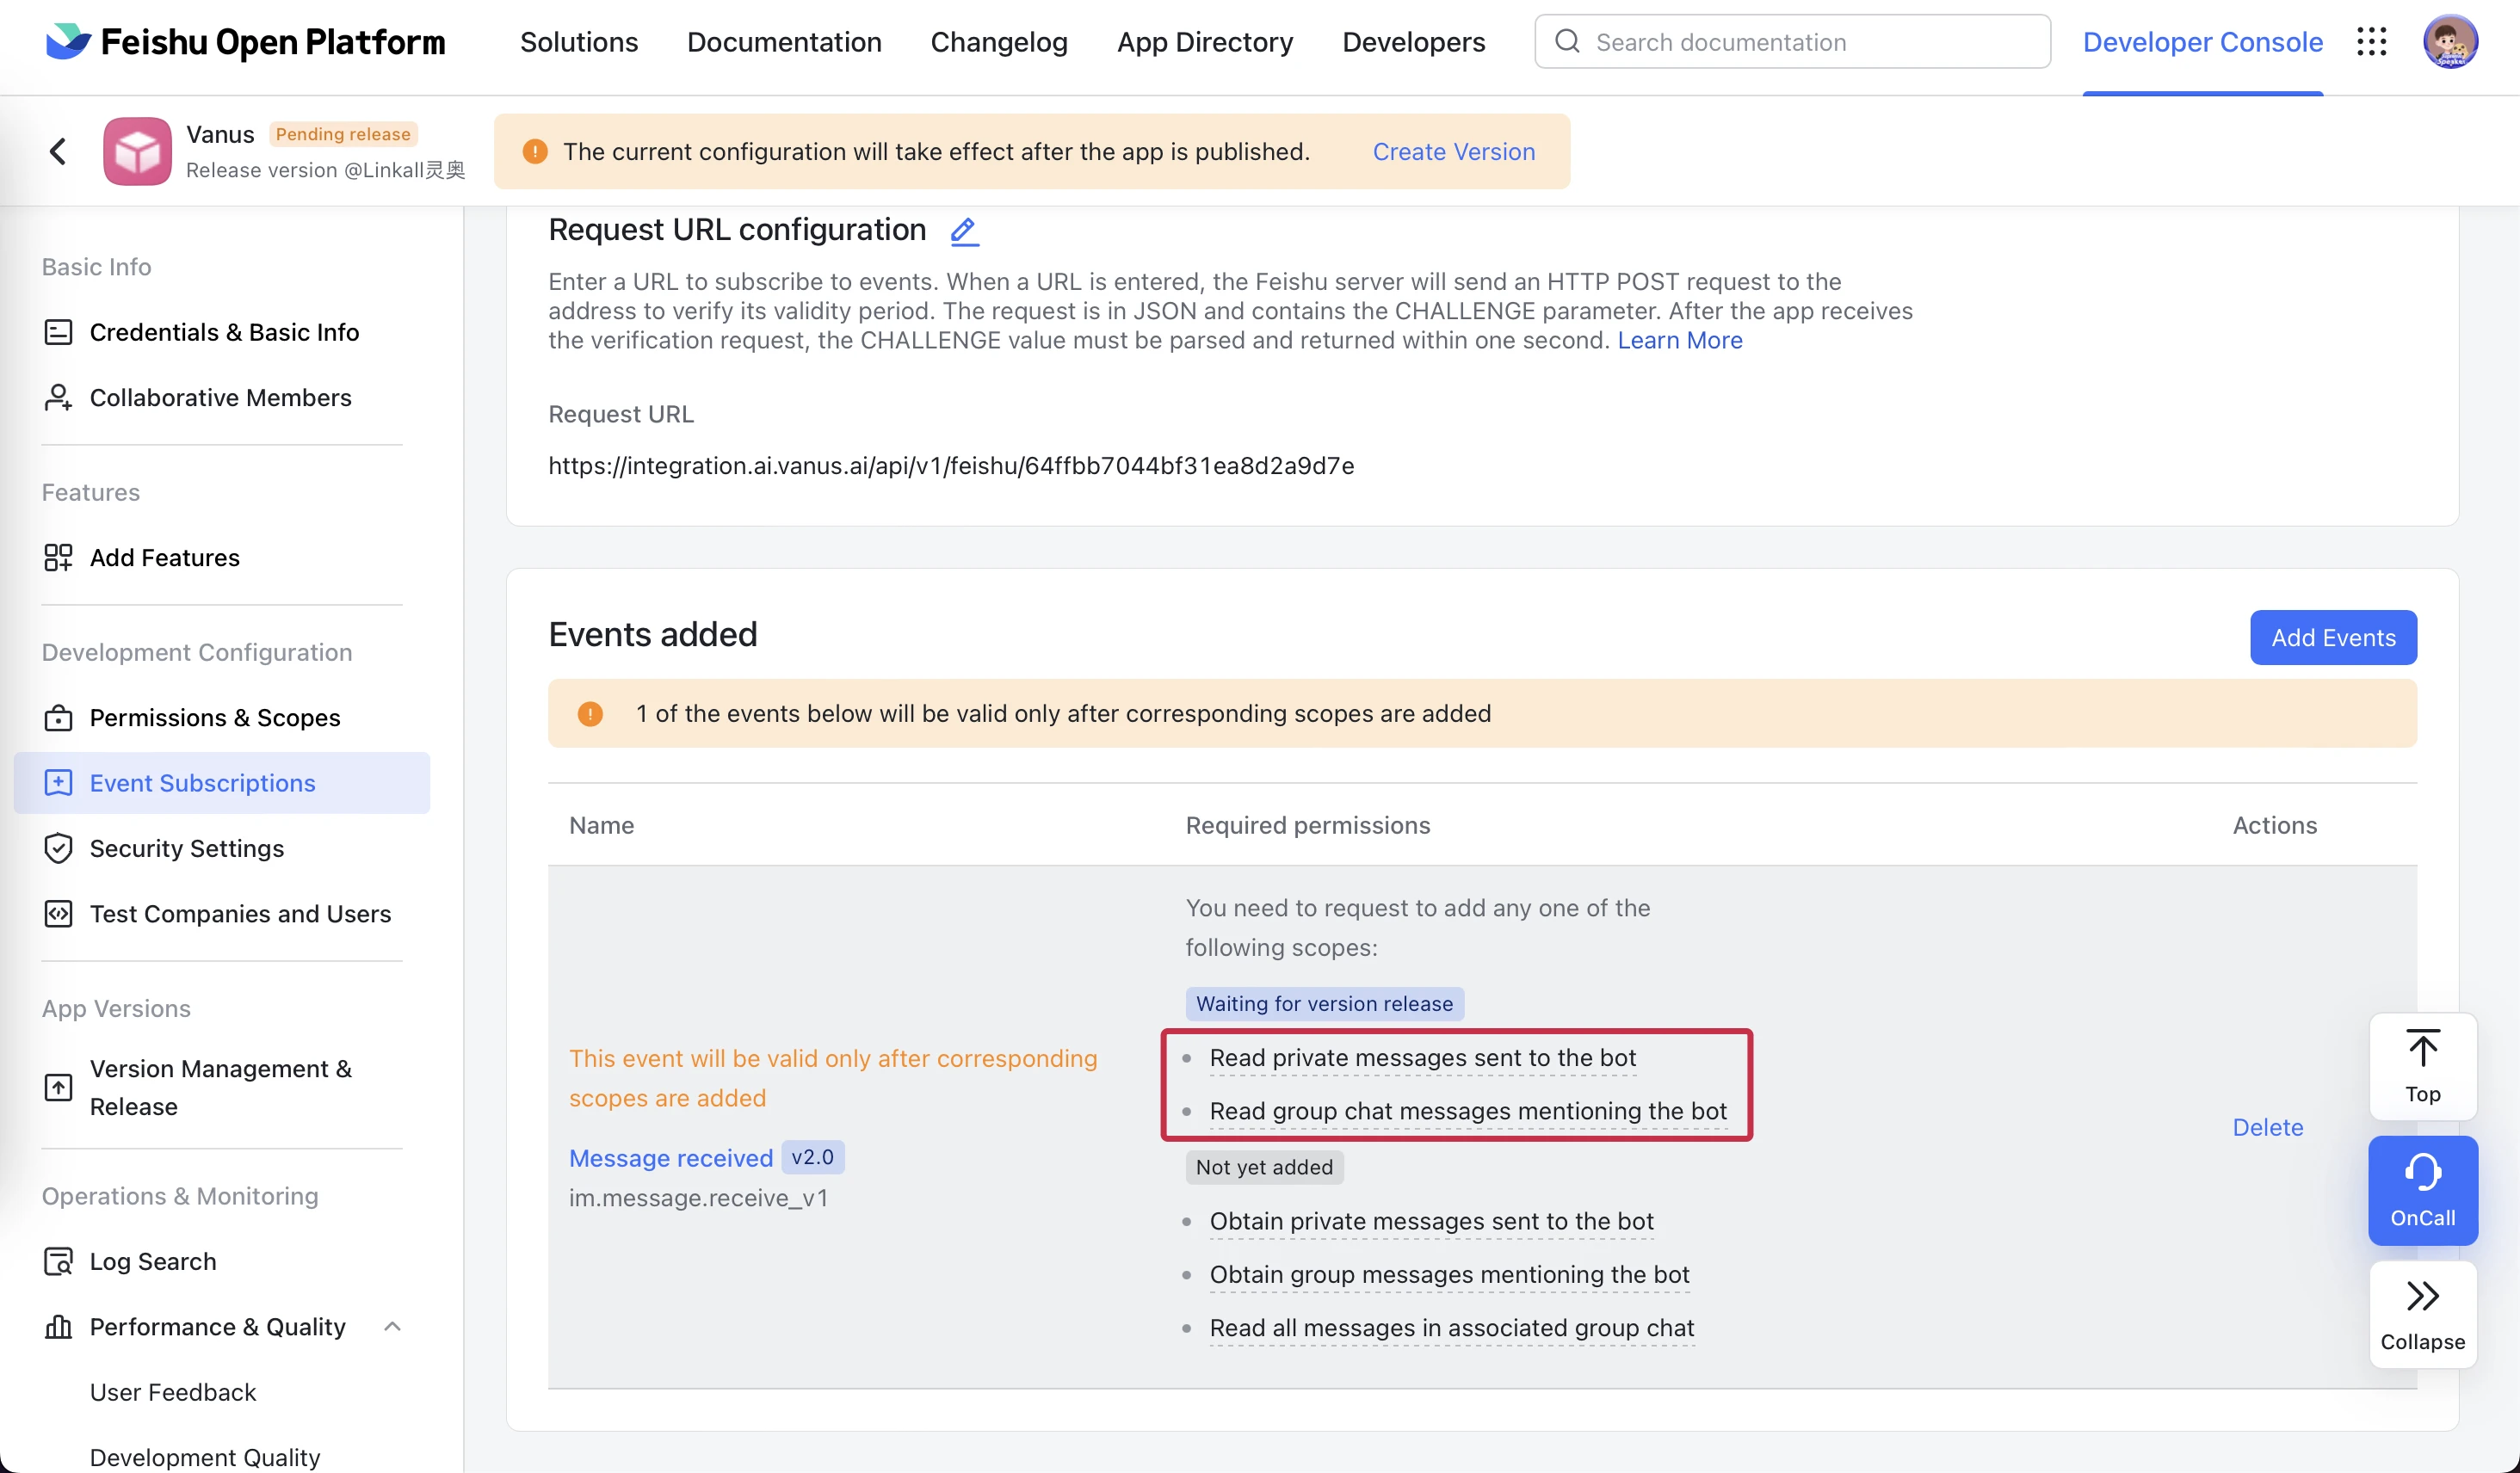 Feishu Open Platform
Solutions
Documentation
Changelog
App Directory
Developers
Search documentation
Developer Console
Vanus
Pending release
Release version @Linkall灵奥
The current configuration will take effect after the app is published.
Create Version
Basic Info
Credentials & Basic Info
Collaborative Members
Features
Add Features
Development Configuration
Permissions & Scopes
Event Subscriptions
Security Settings
Test Companies and Users
App Versions
Version Management &
Release
Operations & Monitoring
Log Search
Performance & Quality
User Feedback
Development Quality
Request URL configuration
Enter a URL to subscribe to events. When a URL is entered, the Feishu server will send an HTTP POST request to the
address to verify its validity period. The request is in JSON and contains the CHALLENGE parameter. After the app receives
the verification request, the CHALLENGE value must be parsed and returned within one second. Learn More
Request URL
https://integration.ai.vanus.ai/api/v1/feishu/64ffbb7044bf31ea8d2a9d7e
Events added
Add Events
1 of the events below will be valid only after corresponding scopes are added
Name
Required permissions
Actions
This event will be valid only after corresponding
scopes are added
Message received v2.0
im.message.receive_v1
You need to request to add any one of the
following scopes:
Waiting for version release
Read private messages sent to the bot
Read group chat messages mentioning the bot
Not yet added
Obtain private messages sent to the bot
Obtain group messages mentioning the bot
Read all messages in associated group chat
Delete
Top
OnCall
Collapse